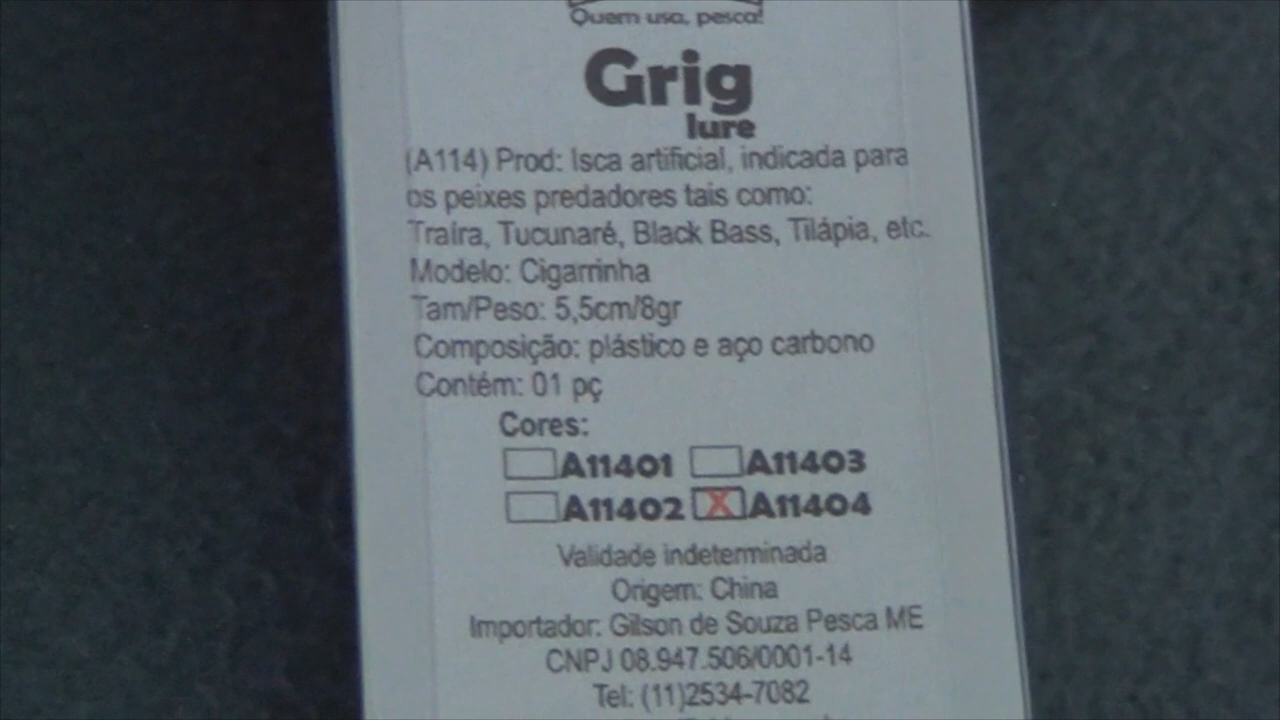 Quem usa, pesca!
Grig
lure
(A114) Prod: Isca artificial, indicada para
os peixes predadores tais como:
Traíra, Tucunaré, Black Bass, Tilápia, etc.
Modelo: Cigarrinha
Tam/Peso: 5,5cm/8gr
Composição: plástico e aço carbono
Contém: 01 pç
Cores:
A11401 A11403
A11402 X A11404
Validade indeterminada
Origem: China
Importador: Gilson de Souza Pesca ME
CNPJ 08.947.506/0001-14
Tel: (11)2534-7082